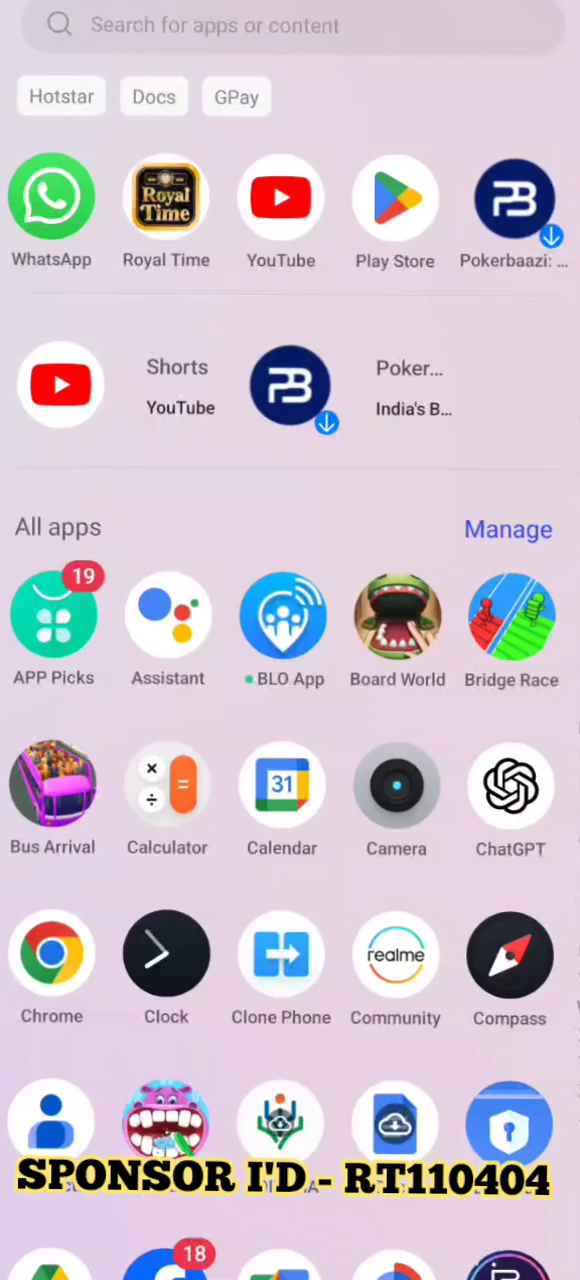 Search for apps or content
Hotstar Docs GPay
Royal Time
WhatsApp Royal Time YouTube Play Store Pokerbaazi: ...
Shorts
YouTube
Poker...
India's B...
All apps Manage
19
APP Picks Assistant BLO App Board World Bridge Race
31
Bus Arrival Calculator Calendar Camera ChatGPT
realme
Chrome Clock Clone Phone Community Compass
SPONSOR I'D - RT110404
18